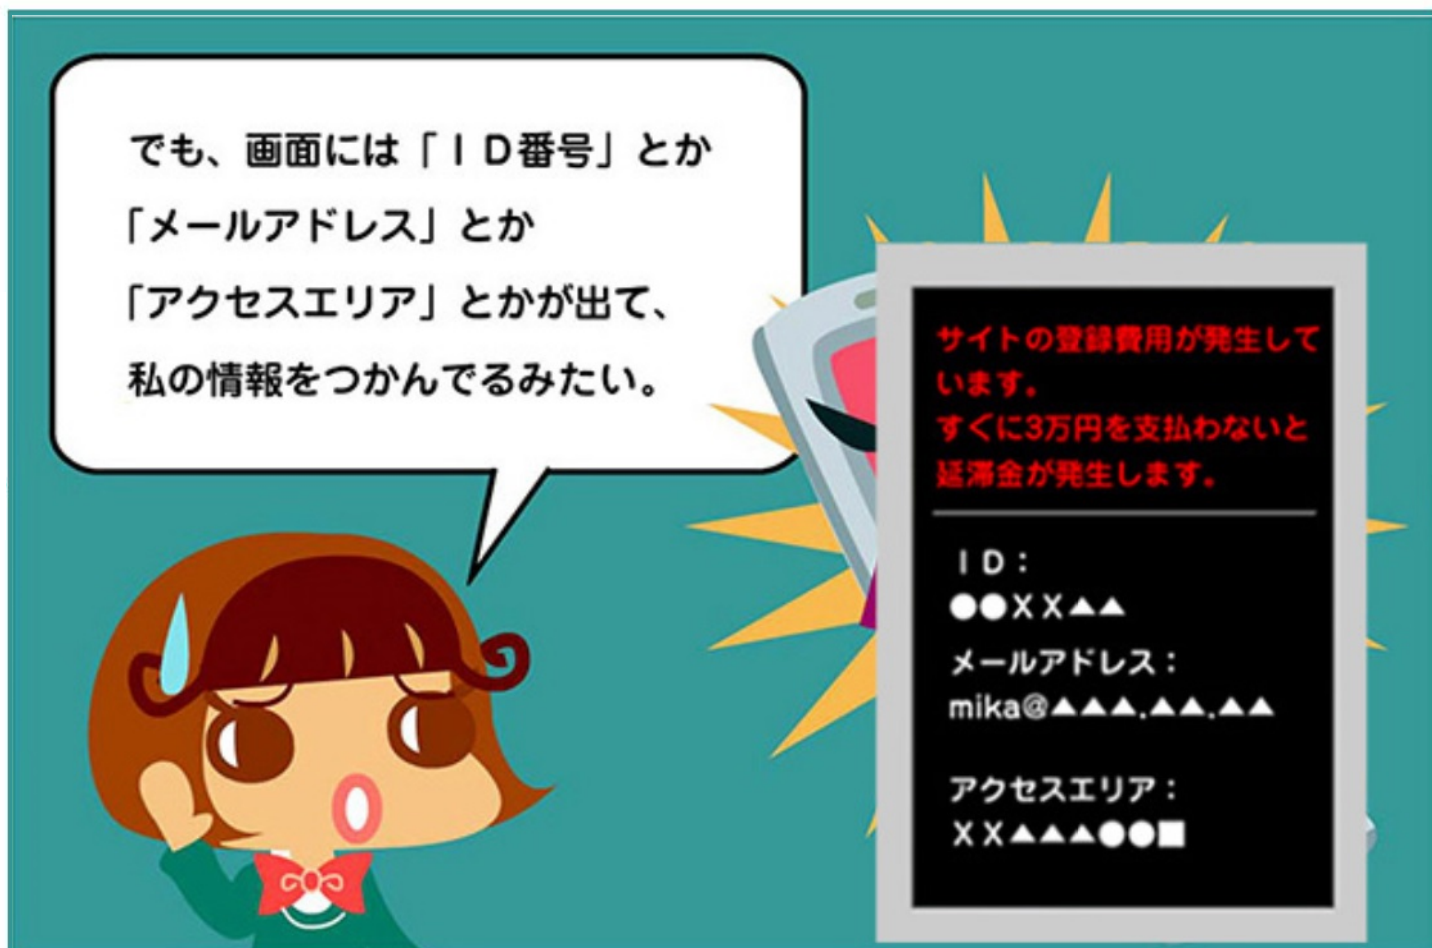 でも、画面には「ＩＤ番号」とか
「メールアドレス」とか
「アクセスエリア」とかが出て、
私の情報をつかんでるみたい。
サイトの登録費用が発生して
います。
すぐに3万円を支払わないと
延滞金が発生します。
ＩＤ：
●●ＸＸ▲▲
メールアドレス：
mika@▲▲▲.▲▲.▲▲
アクセスエリア：
ＸＸ▲▲▲●●■